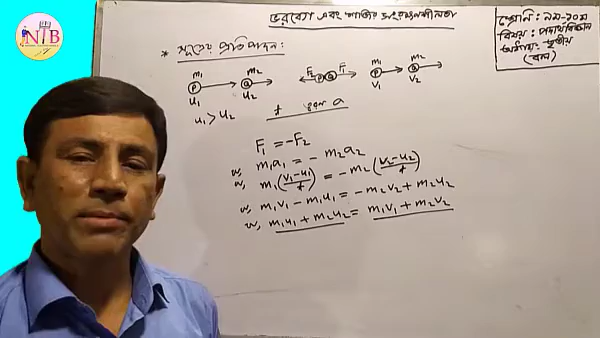 NTB
ভরবেগ এবং শক্তির সংরক্ষণশীলতা
শ্রেণি : ৯ম-১০ম
বিষয় : পদার্থবিজ্ঞান
অধ্যায়- তৃতীয়
(বল)
* সূত্রের প্রতিপাদন:
m₁ m₂ F₂ F₁ m₁ m₂
P Q P Q P Q
u₁ u₂ v₁ v₂
u₁ > u₂
t ত্বরণ a
F₁ = -F₂
বা, m₁a₁ = - m₂a₂
বা, m₁(v₁-u₁/t) = -m₂(v₂-u₂/t)
বা, m₁v₁ - m₁u₁ = -m₂v₂ + m₂u₂
বা, m₁u₁ + m₂u₂ = m₁v₁ + m₂v₂